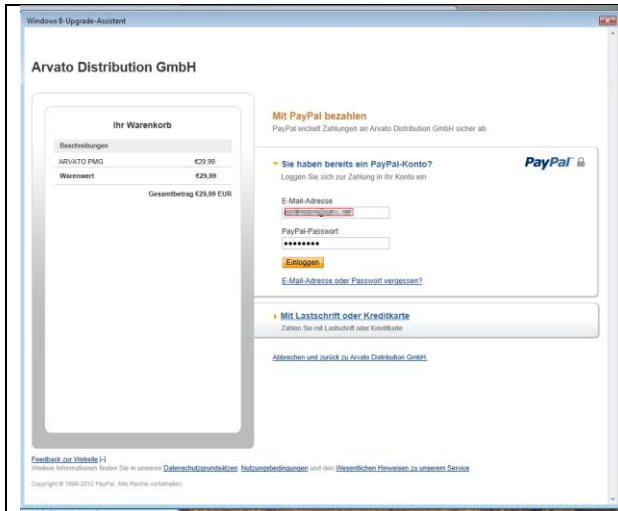 Windows 8-Upgrade-Assistent
Arvato Distribution GmbH
Ihr Warenkorb
Beschreibungen
ARVATO PMG €29,99
Warenwert €29,99
Gesamtbetrag €29,99 EUR
Mit PayPal bezahlen
PayPal wickelt Zahlungen an Arvato Distribution GmbH sicher ab.
Sie haben bereits ein PayPal-Konto?
PayPal
Loggen Sie sich zur Zahlung in Ihr Konto ein
E-Mail-Adresse
PayPal-Passwort
••••••••
Einloggen
E-Mail-Adresse oder Passwort vergessen?
Mit Lastschrift oder Kreditkarte
Zahlen Sie mit Lastschrift oder Kreditkarte
Abbrechen und zurück zu Arvato Distribution GmbH.
Feedback zur Website [-]
Weitere Informationen finden Sie in unseren Datenschutzgrundsätzen, Nutzungsbedingungen und den Wesentlichen Hinweisen zu unserem Service
Copyright © 1999-2012 PayPal. Alle Rechte vorbehalten.